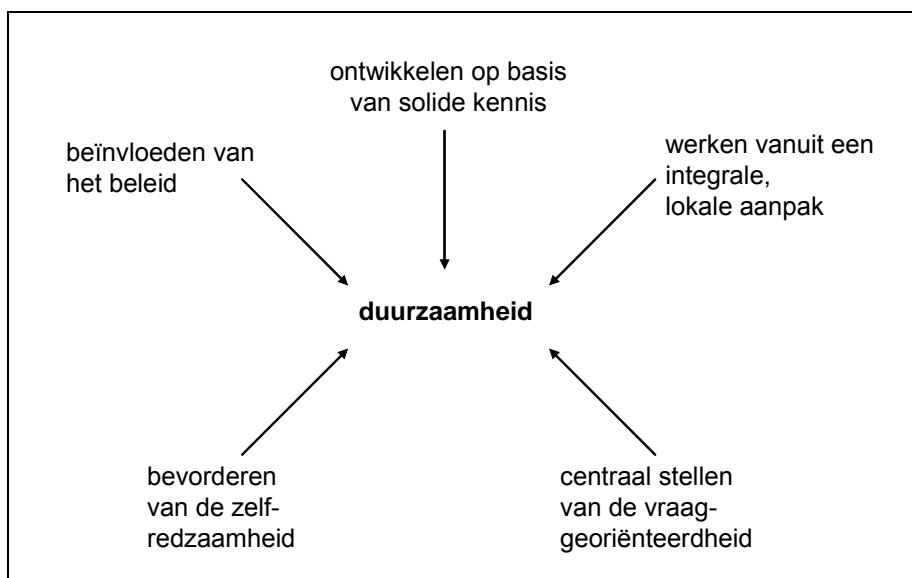 ontwikkelen op basis
van solide kennis
beïnvloeden van
het beleid
werken vanuit een
integrale,
lokale aanpak
duurzaamheid
bevorderen
van de zelf-
redzaamheid
centraal stellen
van de vraag-
georiënteerdheid